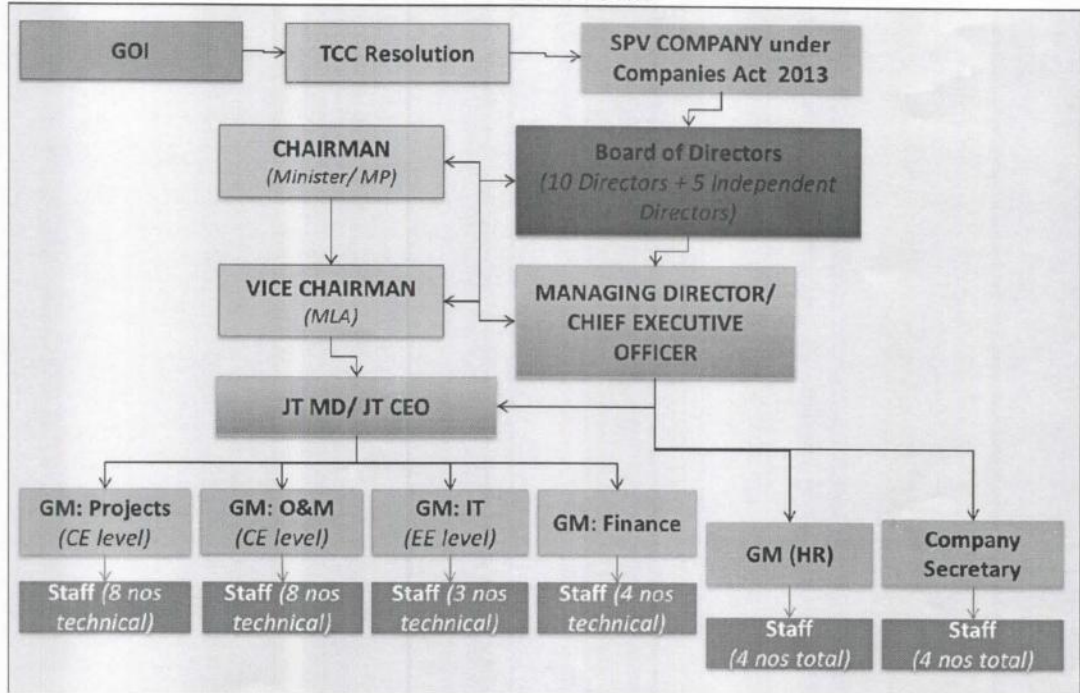 GOI
TCC Resolution
SPV COMPANY under
Companies Act 2013
CHAIRMAN
(Minister/ MP)
Board of Directors
(10 Directors + 5 Independent
Directors)
VICE CHAIRMAN
(MLA)
MANAGING DIRECTOR/
CHIEF EXECUTIVE
OFFICER
JT MD/ JT CEO
GM: Projects
(CE level)
GM: O&M
(CE level)
GM: IT
(EE level)
GM: Finance
GM (HR)
Company
Secretary
Staff (8 nos
technical)
Staff (8 nos
technical)
Staff (3 nos
technical)
Staff (4 nos
technical)
Staff
(4 nos total)
Staff
(4 nos total)